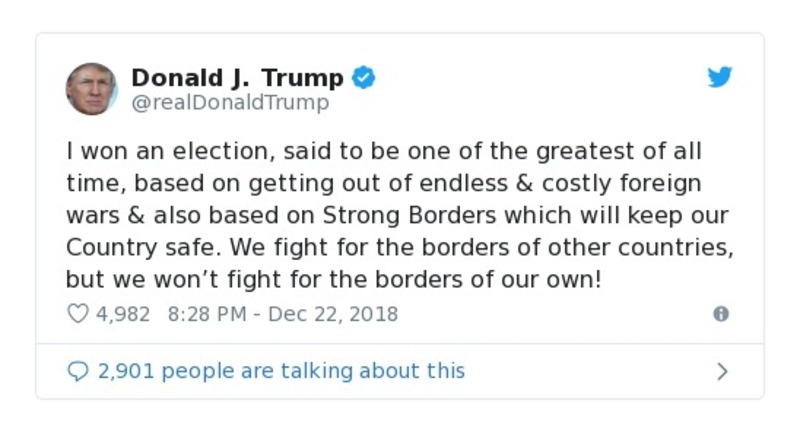 Donald J. Trump
@realDonaldTrump
I won an election, said to be one of the greatest of all
time, based on getting out of endless & costly foreign
wars & also based on Strong Borders which will keep our
Country safe. We fight for the borders of other countries,
but we won’t fight for the borders of our own!
4,982 8:28 PM - Dec 22, 2018
2,901 people are talking about this